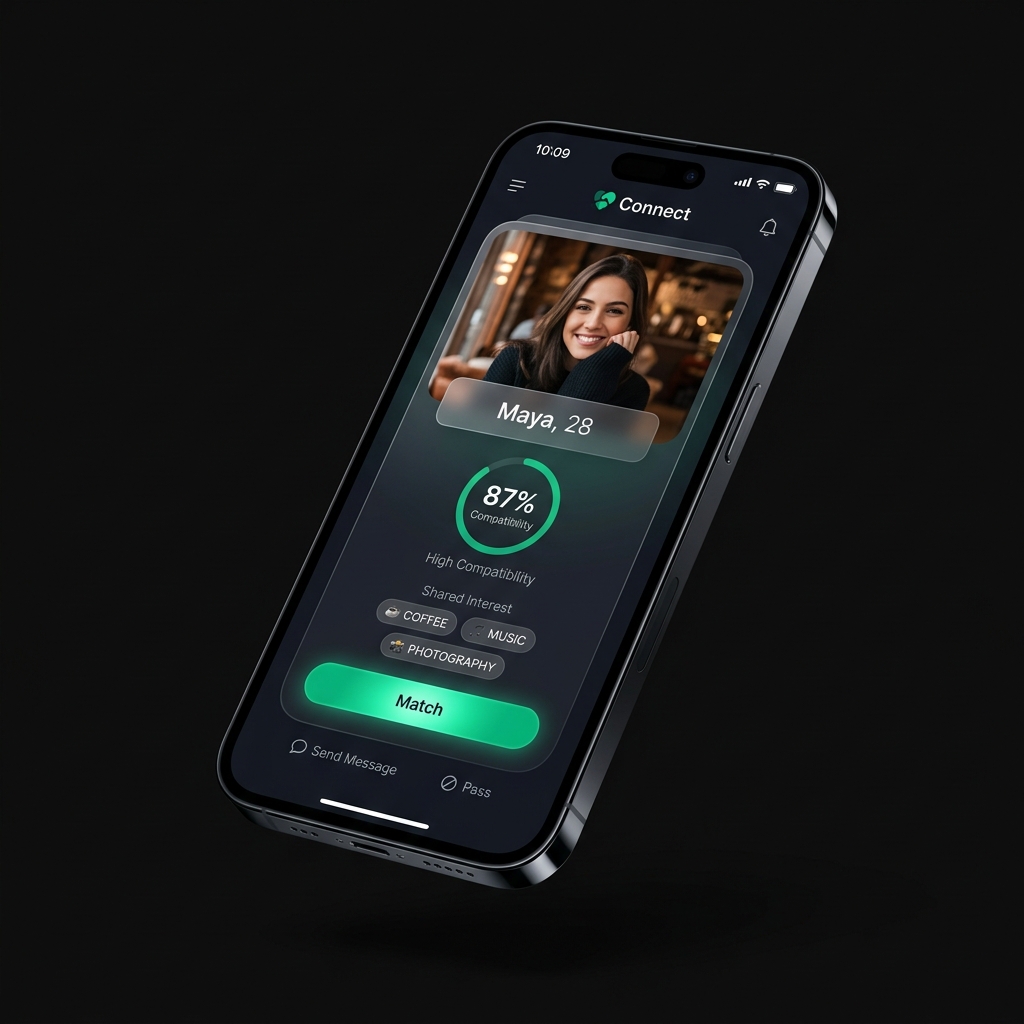 10:09
Connect
Maya, 28
87%
Compatibility
High Compatibility
Shared Interest
COFFEE
MUSIC
PHOTOGRAPHY
Match
Send Message
Pass